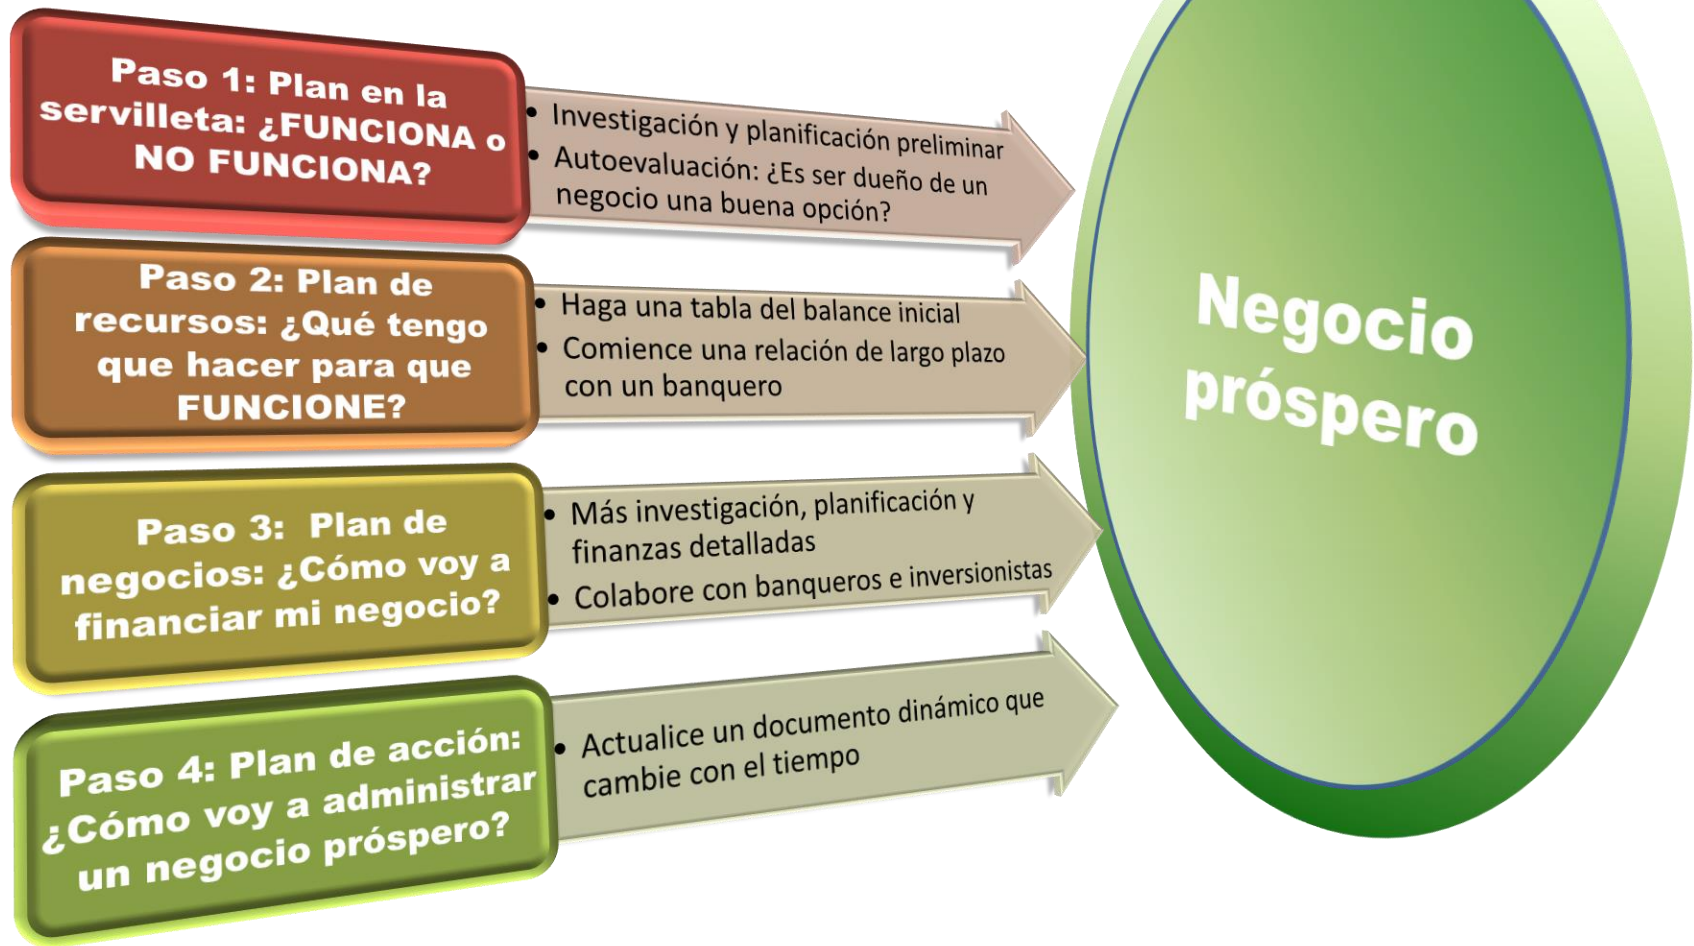 Paso 1: Plan en la
servilleta: ¿FUNCIONA o
NO FUNCIONA?
• Investigación y planificación preliminar
• Autoevaluación: ¿Es ser dueño de un
negocio una buena opción?
Paso 2: Plan de
recursos: ¿Qué tengo
que hacer para que
FUNCIONE?
• Haga una tabla del balance inicial
• Comience una relación de largo plazo
con un banquero
Paso 3: Plan de
negocios: ¿Cómo voy a
financiar mi negocio?
• Más investigación, planificación y
finanzas detalladas
• Colabore con banqueros e inversionistas
Paso 4: Plan de acción:
¿Cómo voy a administrar
un negocio próspero?
• Actualice un documento dinámico que
cambie con el tiempo
Negocio
próspero